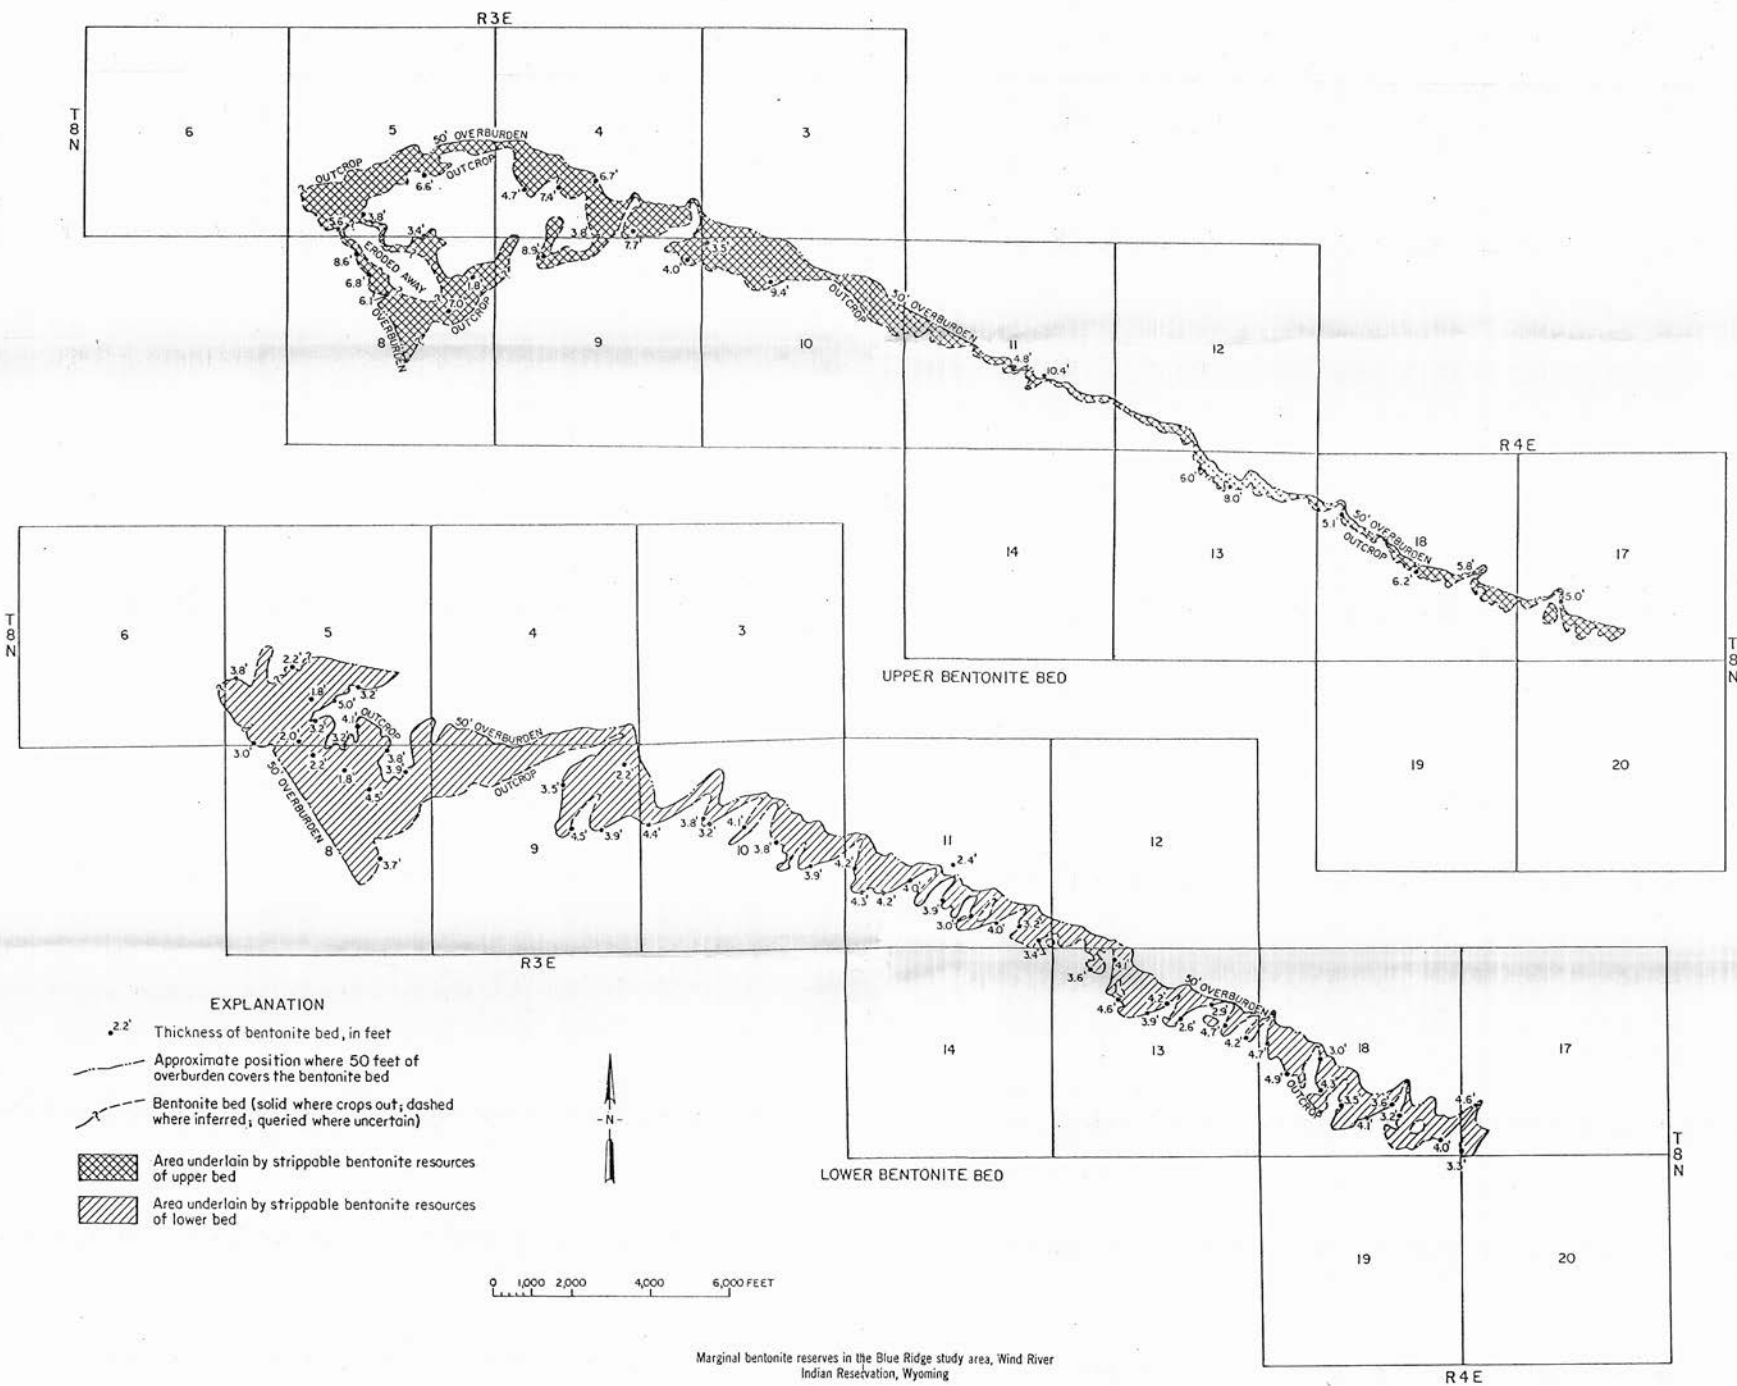 R3E
T
8
N
6
5
4
3
50' OVERBURDEN
OUTCROP
OUTCROP
6.6'
4.7'
7.4'
6.7'
5.6'
3.8'
3.4'
3.8'
7.7'
3.5'
8.9'
4.0'
9.4'
8.6'
ERODED AWAY
6.8'
6.1'
1.8'
7.0'
OUTCROP
OVERBURDEN
8
9
10
OUTCROP
50' OVERBURDEN
11
12
4.8'
10.4'
R4E
6.0'
8.0'
5.1'
50' OVERBURDEN
OUTCROP
18
17
14
13
6.2'
5.8'
5.0'
T
8
N
UPPER BENTONITE BED
19
20
T
8
N
6
5
4
3
3.8'
2.2'
1.8'
3.2'
5.0'
3.2'
4.1'
OUTCROP
3.2'
2.0'
3.0'
2.2'
1.8'
3.8'
3.9'
4.5'
50' OVERBURDEN
50' OVERBURDEN
OUTCROP
8
3.7'
9
3.5'
2.2'
4.5'
3.9'
4.4'
3.8'
3.2'
4.1'
10
3.8'
3.9'
4.2'
11
2.4'
12
4.3'
4.2'
4.0'
3.9'
3.0'
4.0'
3.2'
3.4'
R3E
3.6'
4.1'
50' OVERBURDEN
4.6'
4.2'
3.9'
2.6'
2.9'
4.7'
4.2'
4.7'
14
13
3.0'
18
17
4.9'
OUTCROP
4.3'
3.5'
4.1'
3.6'
3.2'
4.6'
4.0'
3.3'
T
8
N
LOWER BENTONITE BED
19
20
R4E
EXPLANATION
2.2'
Thickness of bentonite bed, in feet
Approximate position where 50 feet of
overburden covers the bentonite bed
Bentonite bed (solid where crops out; dashed
where inferred; queried where uncertain)
Area underlain by strippable bentonite resources
of upper bed
Area underlain by strippable bentonite resources
of lower bed
-N-
0 1,000 2,000 4,000 6,000 FEET
Marginal bentonite reserves in the Blue Ridge study area, Wind River
Indian Reservation, Wyoming